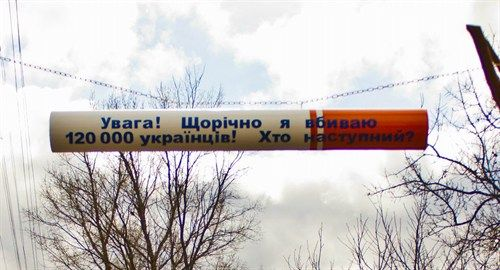 Увага! Щорічно я вбиваю
120 000 українців! Хто наступний?